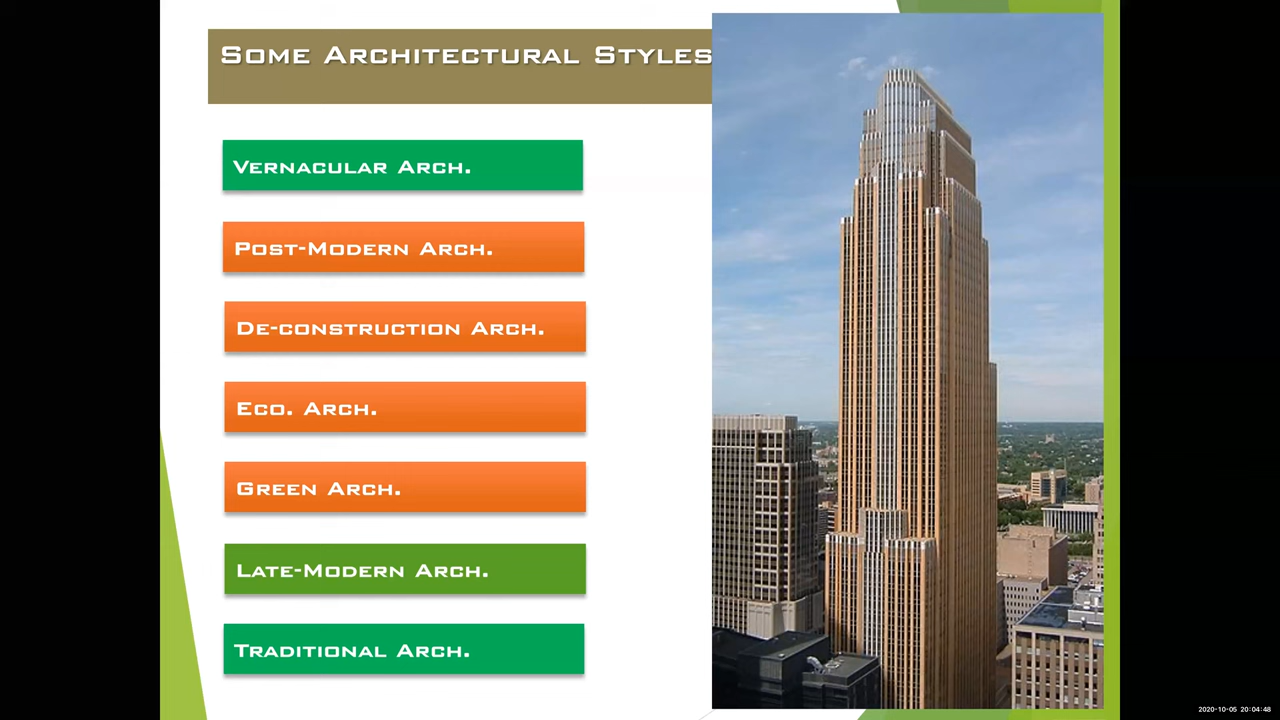 Some Architectural Styles
Vernacular Arch.
Post-Modern Arch.
De-construction Arch.
Eco. Arch.
Green Arch.
Late-Modern Arch.
Traditional Arch.
2020-10-05 20:04:48